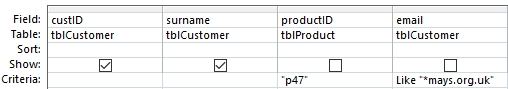 Field: custID surname productID email
Table: tblCustomer tblCustomer tblProduct tblCustomer
Sort:
Show:
Criteria: "p47" Like "*mays.org.uk"